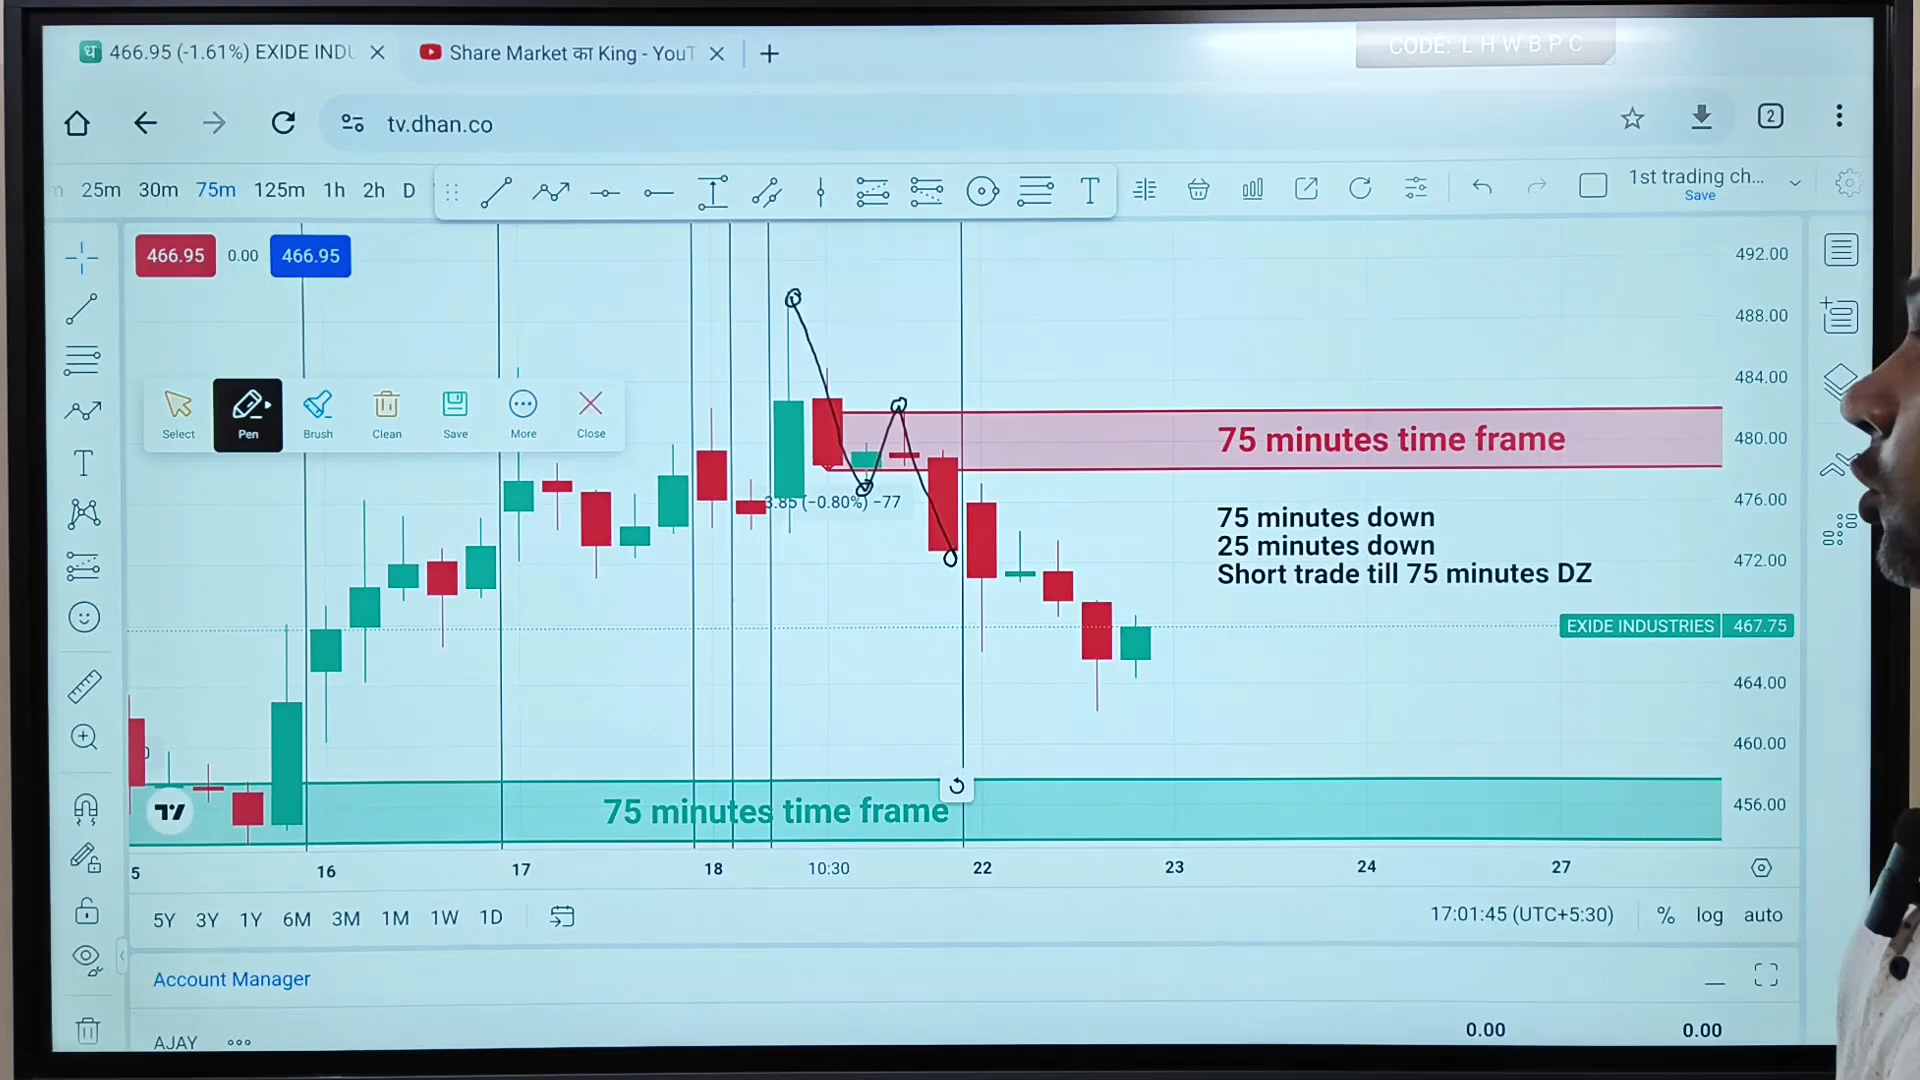 466.95 (-1.61%) EXIDE INDU
Share Market का King - YouT
CODE: L H W B P C
tv.dhan.co
2
25m 30m 75m 125m 1h 2h D
1st trading ch...
Save
466.95 0.00 466.95
492.00
488.00
484.00
480.00
476.00
472.00
464.00
460.00
456.00
Select Pen Brush Clean Save More Close
75 minutes time frame
3.85 (−0.80%) −77
75 minutes down
25 minutes down
Short trade till 75 minutes DZ
EXIDE INDUSTRIES 467.75
75 minutes time frame
5 16 17 18 10:30 22 23 24 27
5Y 3Y 1Y 6M 3M 1M 1W 1D
17:01:45 (UTC+5:30) % log auto
Account Manager
AJAY
0.00 0.00